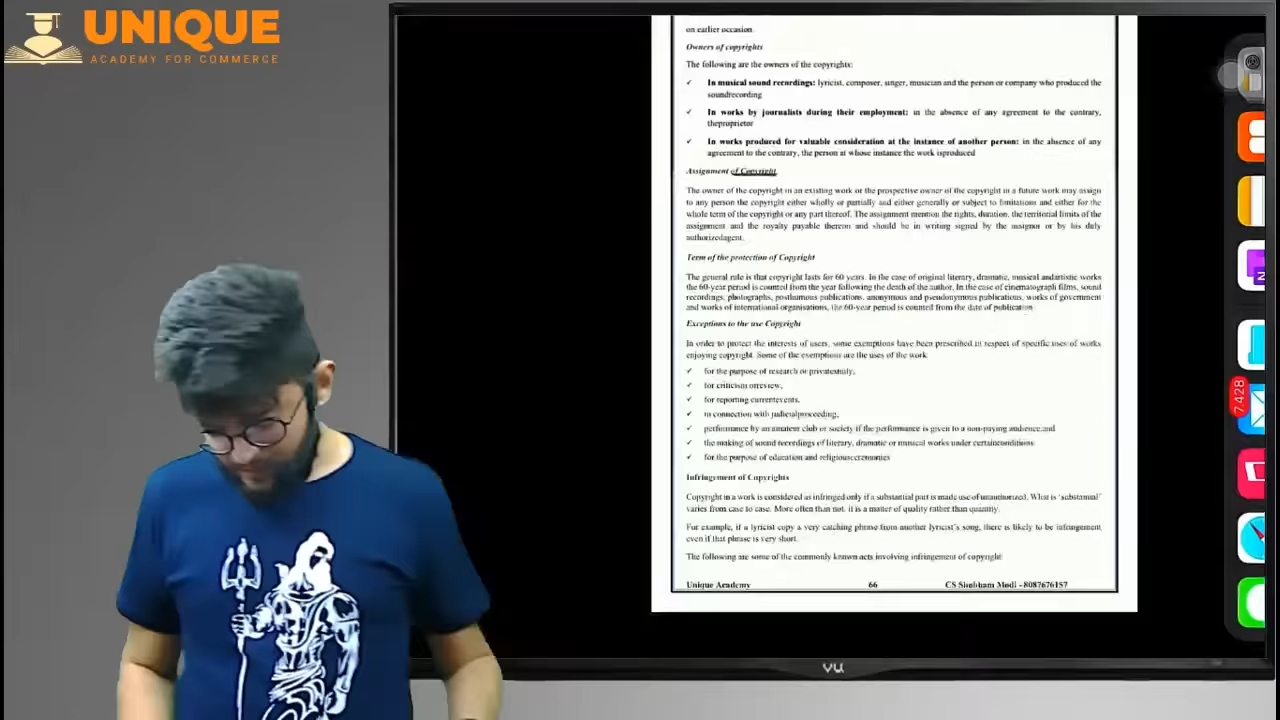 UNIQUE
ACADEMY FOR COMMERCE
on earlier occasion
Owners of copyrights
The following are the owners of the copyrights:
✓ In musical sound recordings: lyricist, composer, singer, musician and the person or company who produced the
soundrecording
✓ In works by journalists during their employment: in the absence of any agreement to the contrary,
theproprietor
✓ In works produced for valuable consideration at the instance of another person: in the absence of any
agreement to the contrary, the person at whose instance the work isproduced
Assignment of Copyright
The owner of the copyright in an existing work or the prospective owner of the copyright in a future work may assign
to any person the copyright either wholly or partially and either generally or subject to limitations and either for the
whole term of the copyright or any part thereof. The assignment mention the rights, duration, the territorial limits of the
assignment and the royalty payable thereon and should be in writing signed by the assignor or by his duly
authorizedagent.
Term of the protection of Copyright
The general rule is that copyright lasts for 60 years. In the case of original literary, dramatic, musical andartistic works
the 60-year period is counted from the year following the death of the author. In the case of cinematograph films, sound
recordings, photographs, posthumous publications, anonymous and pseudonymous publications, works of government
and works of international organisations, the 60-year period is counted from the date of publication
Exceptions to the use Copyright
In order to protect the interests of users, some exemptions have been prescribed in respect of specific uses of works
enjoying copyright. Some of the exemptions are the uses of the work
✓ for the purpose of research or privatestudy,
✓ for criticism orreview,
✓ for reporting currentevents,
✓ in connection with judicialproceeding,
✓ performance by an amateur club or society if the performance is given to a non-paying audience,and
✓ the making of sound recordings of literary, dramatic or musical works under certainconditions
✓ for the purpose of education and religiousceremonies
Infringement of Copyrights
Copyright in a work is considered as infringed only if a substantial part is made use of unauthorized. What is 'substantial'
varies from case to case. More often than not, it is a matter of quality rather than quantity.
For example, if a lyricist copy a very catching phrase from another lyricist's song, there is likely to be infringement
even if that phrase is very short.
The following are some of the commonly known acts involving infringement of copyright:
Unique Academy 66 CS Shubham Modi - 8087676157
7,428
vu